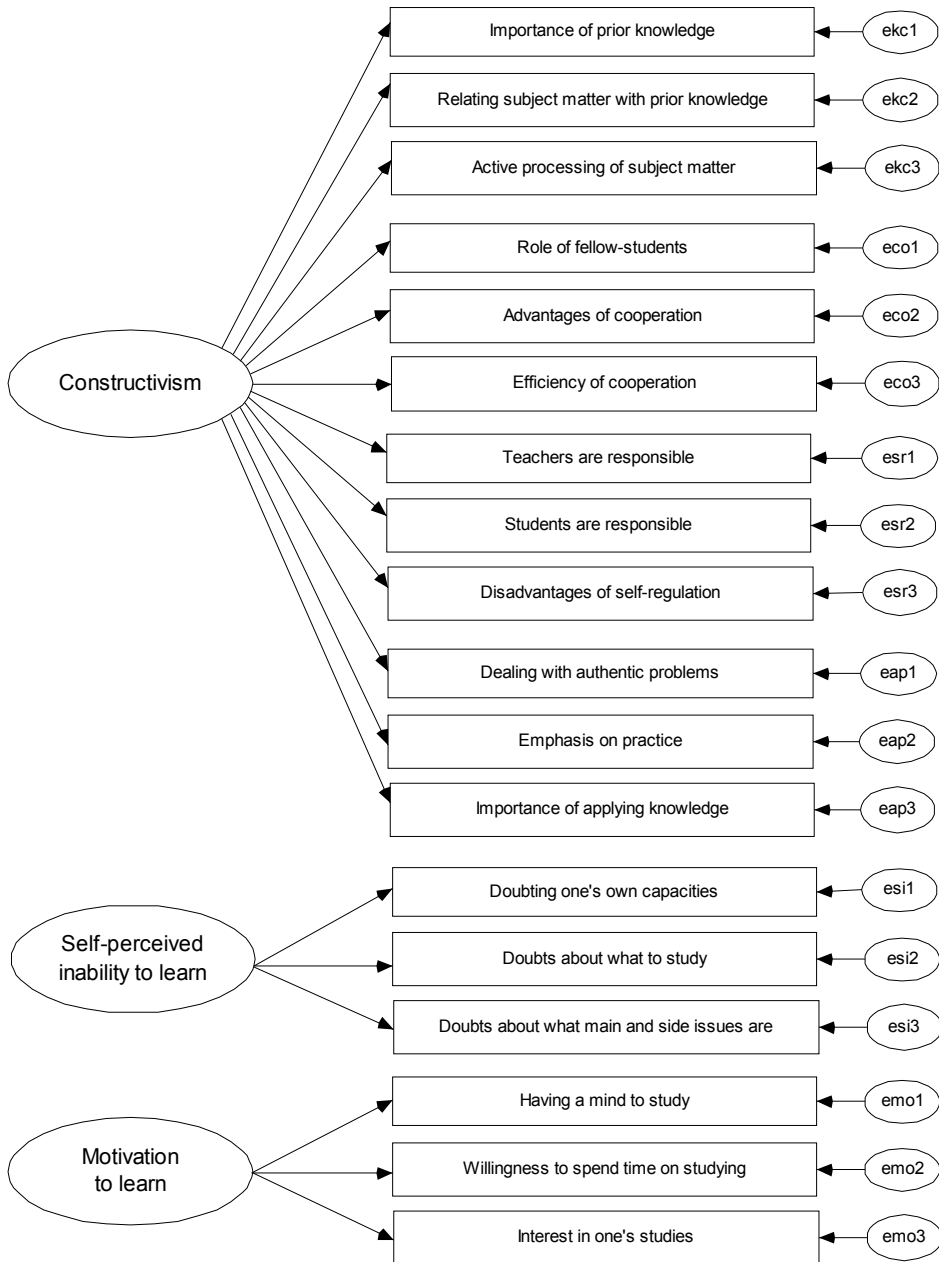 Importance of prior knowledge
ekc1
Relating subject matter with prior knowledge
ekc2
Active processing of subject matter
ekc3
Role of fellow-students
eco1
Advantages of cooperation
eco2
Constructivism
Efficiency of cooperation
eco3
Teachers are responsible
esr1
Students are responsible
esr2
Disadvantages of self-regulation
esr3
Dealing with authentic problems
eap1
Emphasis on practice
eap2
Importance of applying knowledge
eap3
Self-perceived
inability to learn
Doubting one's own capacities
esi1
Doubts about what to study
esi2
Doubts about what main and side issues are
esi3
Motivation
to learn
Having a mind to study
emo1
Willingness to spend time on studying
emo2
Interest in one's studies
emo3